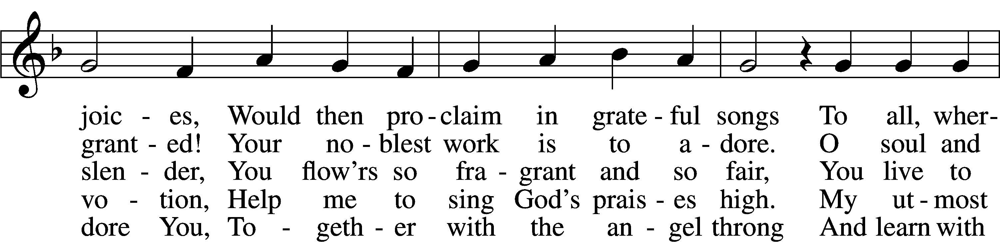 joic - es, Would then pro - claim in grate - ful songs To all, wher-
grant - ed! Your no - blest work is to a - dore. O soul and
slen - der, You flow’rs so fra - grant and so fair, You live to
vo - tion, Help me to sing God’s prais - es high. My ut - most
dore You, To - geth - er with the an - gel throng And learn with